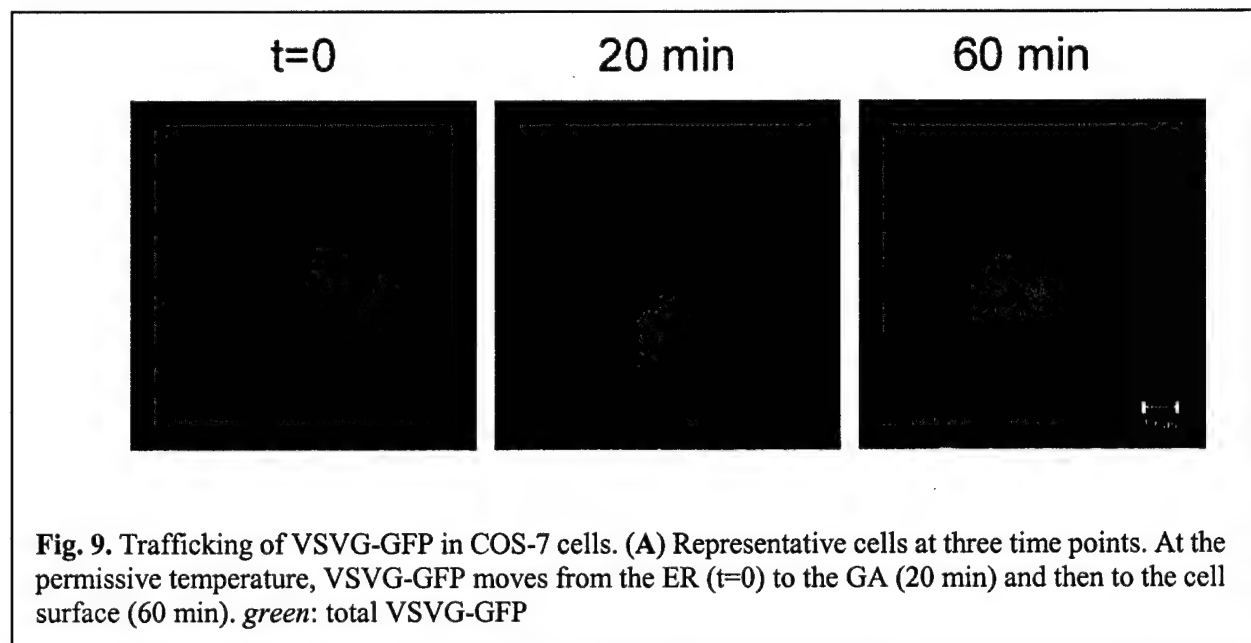 t=0 20 min 60 min
Fig. 9. Trafficking of VSVG-GFP in COS-7 cells. (A) Representative cells at three time points. At the
permissive temperature, VSVG-GFP moves from the ER (t=0) to the GA (20 min) and then to the cell
surface (60 min). green: total VSVG-GFP